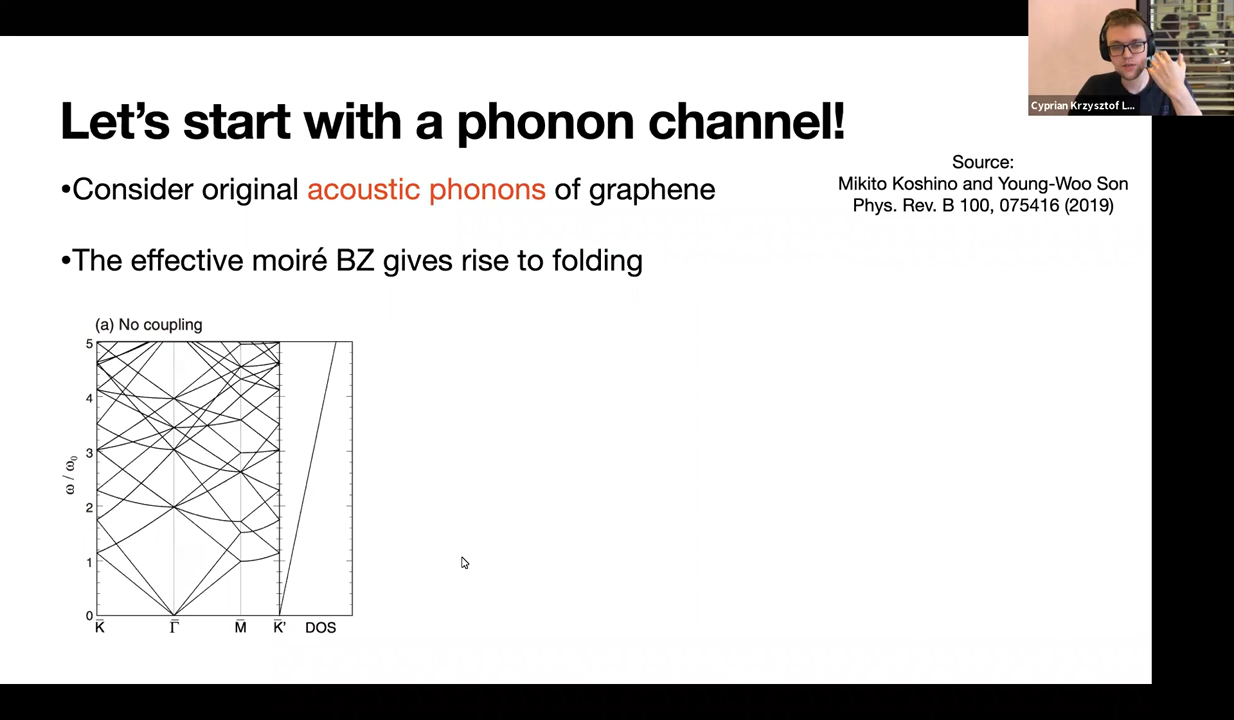 Cyprian Krzysztof L...
Let's start with a phonon channel!
•Consider original acoustic phonons of graphene
Source:
Mikito Koshino and Young-Woo Son
Phys. Rev. B 100, 075416 (2019)
•The effective moiré BZ gives rise to folding
(a) No coupling
5
4
3
2
1
0
ω / ω₀
K̅ Γ̅ M̅ K̅' DOS